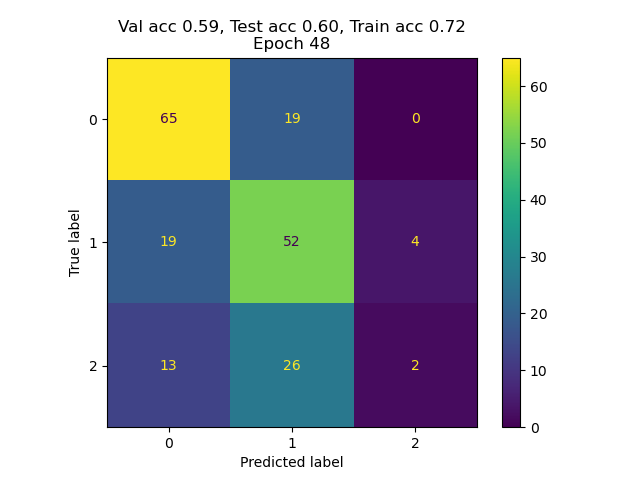 Val acc 0.59, Test acc 0.60, Train acc 0.72
Epoch 48
0 65 19 0
1 19 52 4
2 13 26 2
0 1 2
Predicted label
True label
60
50
40
30
20
10
0